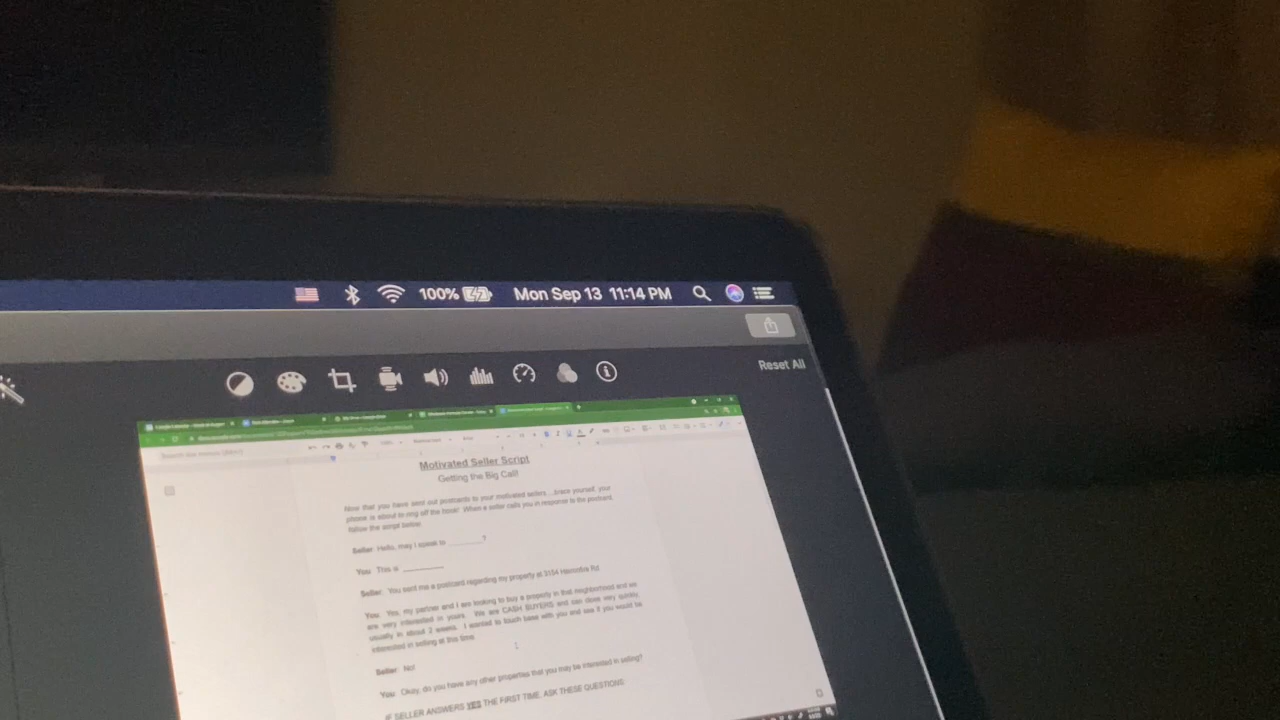 100% Mon Sep 13 11:14 PM
Reset All
Motivated Seller Script
Getting the Big Call!
Now that you have sent out postcards to your motivated sellers....brace yourself, your
phone is about to ring off the hook! When a seller calls you in response to the postcard,
follow the script below.
Seller: Hello, may I speak to ________?
You: This is ________
Seller: You sent me a postcard regarding my property at 3154 Rd.
You: Yes, my partner and I are looking to buy a property in that neighborhood and we
are very interested in yours. We are CASH BUYERS and can close very quickly,
usually in about 2 weeks. I wanted to touch base with you and see if you would be
interested in selling at this time.
Seller: No!
You: Okay, do you have any other properties that you may be interested in selling?
IF SELLER ANSWERS YES THE FIRST TIME, ASK THESE QUESTIONS: